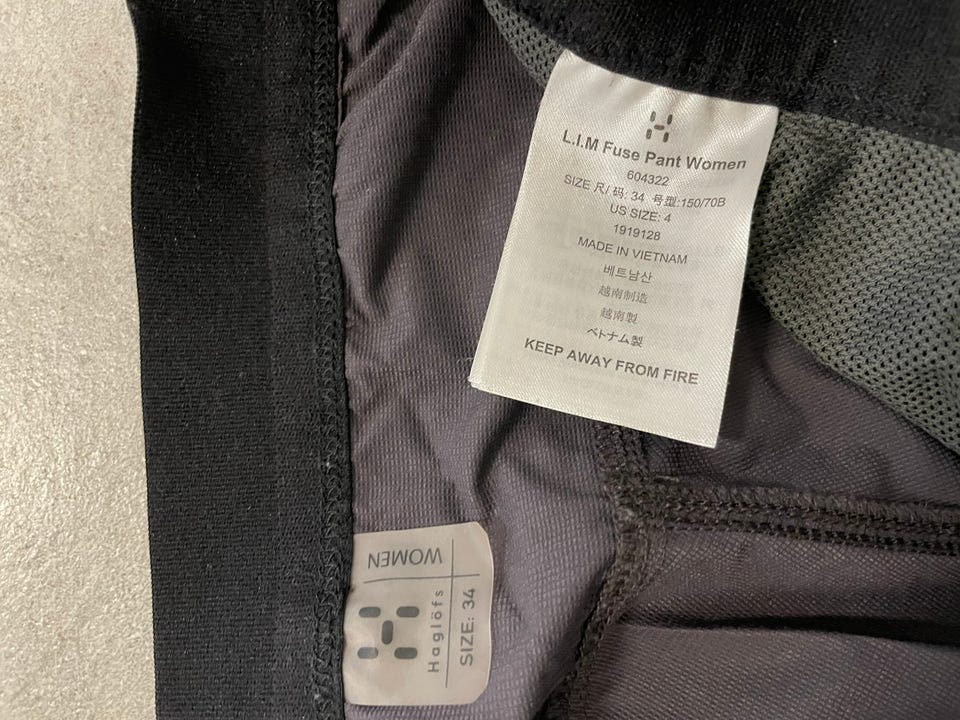 L.I.M Fuse Pant Women
604322
SIZE 尺/ 码: 34 号型:150/70B
US SIZE: 4
1919128
MADE IN VIETNAM
베트남산
越南制造
越南製
ベトナム製
KEEP AWAY FROM FIRE
WOMEN
Haglöfs
SIZE: 34